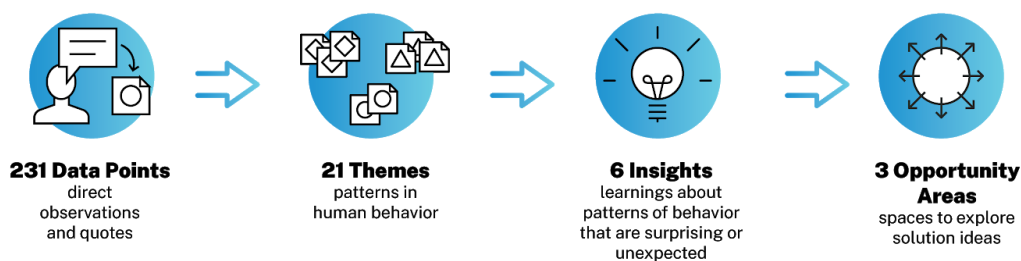 231 Data Points
direct
observations
and quotes
21 Themes
patterns in
human behavior
6 Insights
learnings about
patterns of behavior
that are surprising or
unexpected
3 Opportunity
Areas
spaces to explore
solution ideas